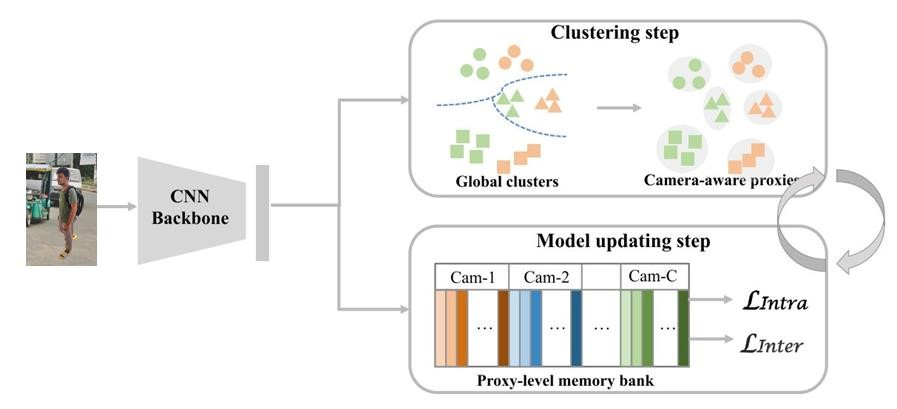 Clustering step
Global clusters
Camera-aware proxies
CNN
Backbone
Model updating step
Cam-1 Cam-2 Cam-C
... ... ... ...
ℒIntra
ℒInter
Proxy-level memory bank